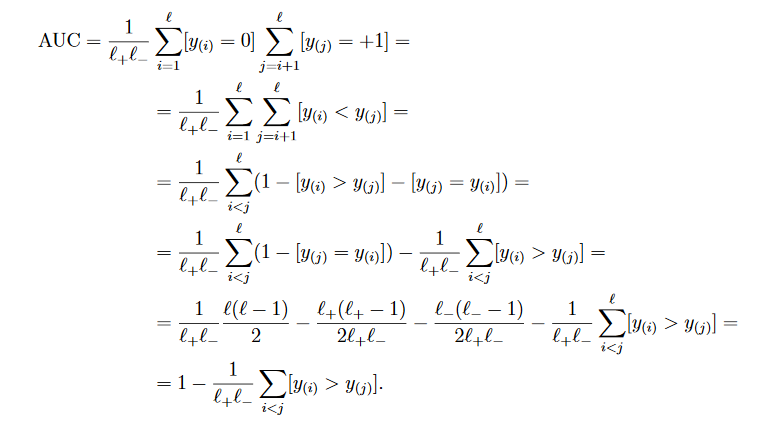 AUC = \frac{1}{\ell_+\ell_-} \sum_{i=1}^{\ell} [y_{(i)} = 0] \sum_{j=i+1}^{\ell} [y_{(j)} = +1] =
= \frac{1}{\ell_+\ell_-} \sum_{i=1}^{\ell} \sum_{j=i+1}^{\ell} [y_{(i)} < y_{(j)}] =
= \frac{1}{\ell_+\ell_-} \sum_{i<j}^{\ell} (1 - [y_{(i)} > y_{(j)}] - [y_{(j)} = y_{(i)}]) =
= \frac{1}{\ell_+\ell_-} \sum_{i<j}^{\ell} (1 - [y_{(j)} = y_{(i)}]) - \frac{1}{\ell_+\ell_-} \sum_{i<j}^{\ell} [y_{(i)} > y_{(j)}] =
= \frac{1}{\ell_+\ell_-} \frac{\ell(\ell - 1)}{2} - \frac{\ell_+(\ell_+ - 1)}{2\ell_+\ell_-} - \frac{\ell_-(\ell_- - 1)}{2\ell_+\ell_-} - \frac{1}{\ell_+\ell_-} \sum_{i<j}^{\ell} [y_{(i)} > y_{(j)}] =
= 1 - \frac{1}{\ell_+\ell_-} \sum_{i<j} [y_{(i)} > y_{(j)}].